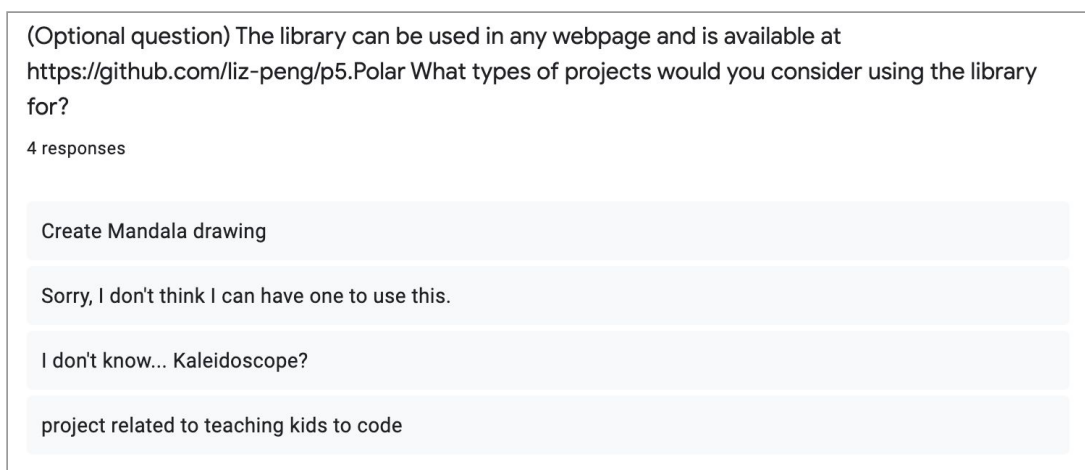 (Optional question) The library can be used in any webpage and is available at
https://github.com/liz-peng/p5.Polar What types of projects would you consider using the library
for?
4 responses
Create Mandala drawing
Sorry, I don't think I can have one to use this.
I don't know... Kaleidoscope?
project related to teaching kids to code